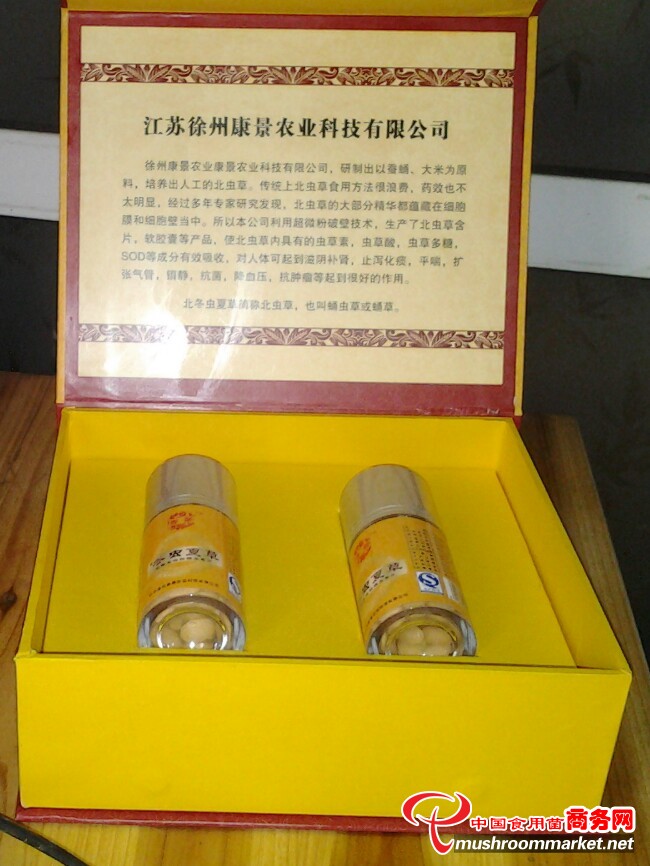 江苏徐州康景农业科技有限公司
徐州康景农业康景农业科技有限公司，研制出以蚕蛹、大米为原
料，培养出人工的北虫草。传统上北虫草食用方法很浪费，药效也不
太明显，经过多年专家研究发现，北虫草的大部分精华都蕴藏在细胞
膜和细胞壁当中。所以本公司利用超微粉破壁技术，生产了北虫草含
片，软胶囊等产品，使北虫草内具有的虫草素，虫草酸，虫草多糖，
SOD等成分有效吸收，对人体可起到滋阴补肾，止泻化痰，平喘，扩
张气管，镇静，抗菌，降血压，抗肿瘤等起到很好的作用。
北冬虫夏草简称北虫草，也叫蛹虫草或蛹草。
农夏草
农夏草
中国食用菌商务网
mushroommarket.net